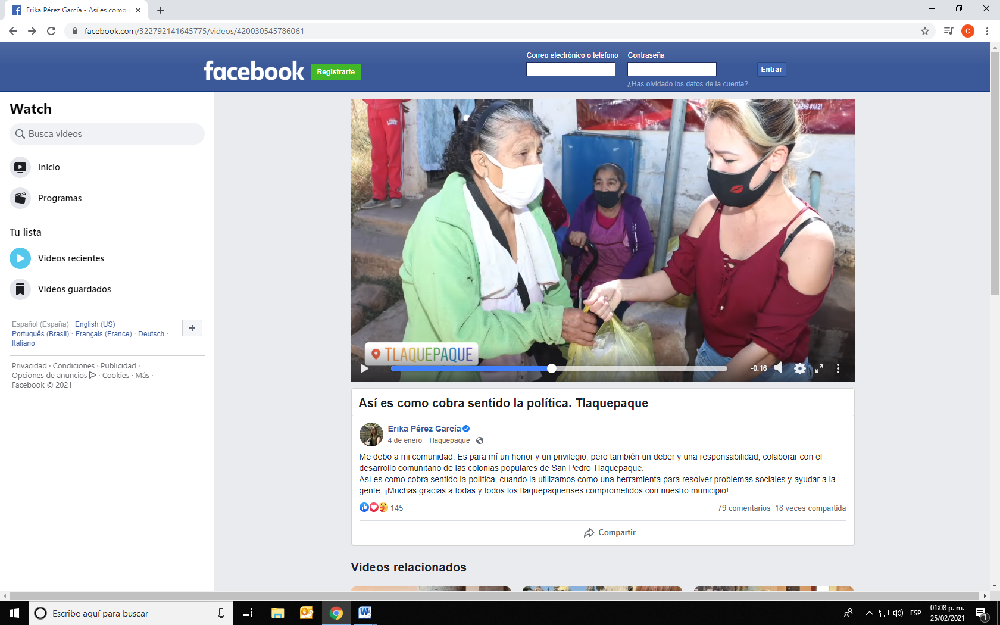 Erika Pérez García - Así es como
facebook.com/322792141645775/videos/420030545786061
C
Correo electrónico o teléfono
Contraseña
facebook
Registrarte
Entrar
¿Has olvidado los datos de la cuenta?
Watch
Busca vídeos
Inicio
Programas
Tu lista
Vídeos recientes
Vídeos guardados
Español (España) · English (US) ·
Português (Brasil) · Français (France) · Deutsch ·
Italiano
Privacidad · Condiciones · Publicidad ·
Opciones de anuncios · Cookies · Más ·
Facebook © 2021
#AA21
TLAQUEPAQUE
-0:16
Así es como cobra sentido la política. Tlaquepaque
Erika Pérez García
4 de enero · Tlaquepaque ·
Me debo a mi comunidad. Es para mí un honor y un privilegio, pero también un deber y una responsabilidad, colaborar con el
desarrollo comunitario de las colonias populares de San Pedro Tlaquepaque.
Así es como cobra sentido la política, cuando la utilizamos como una herramienta para resolver problemas sociales y ayudar a la
gente. ¡Muchas gracias a todas y todos los tlaquepaquenses comprometidos con nuestro municipio!
145
79 comentarios 18 veces compartida
Compartir
Vídeos relacionados
Escribe aquí para buscar
ESP
01:08 p. m.
25/02/2021
1